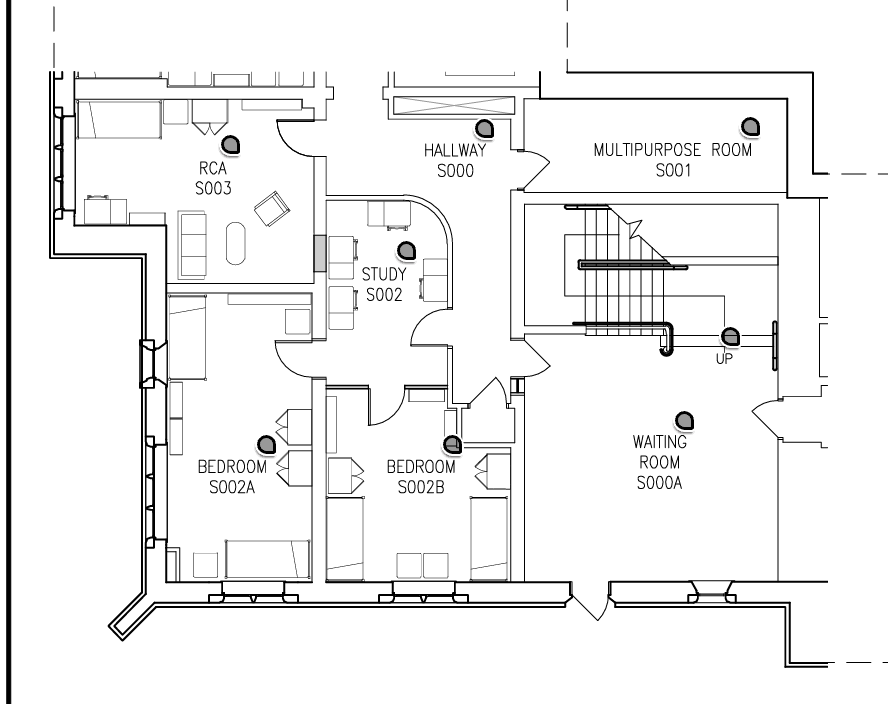 HALLWAY
S000
MULTIPURPOSE ROOM
S001
RCA
S003
STUDY
S002
UP
WAITING
ROOM
S000A
BEDROOM
S002A
BEDROOM
S002B